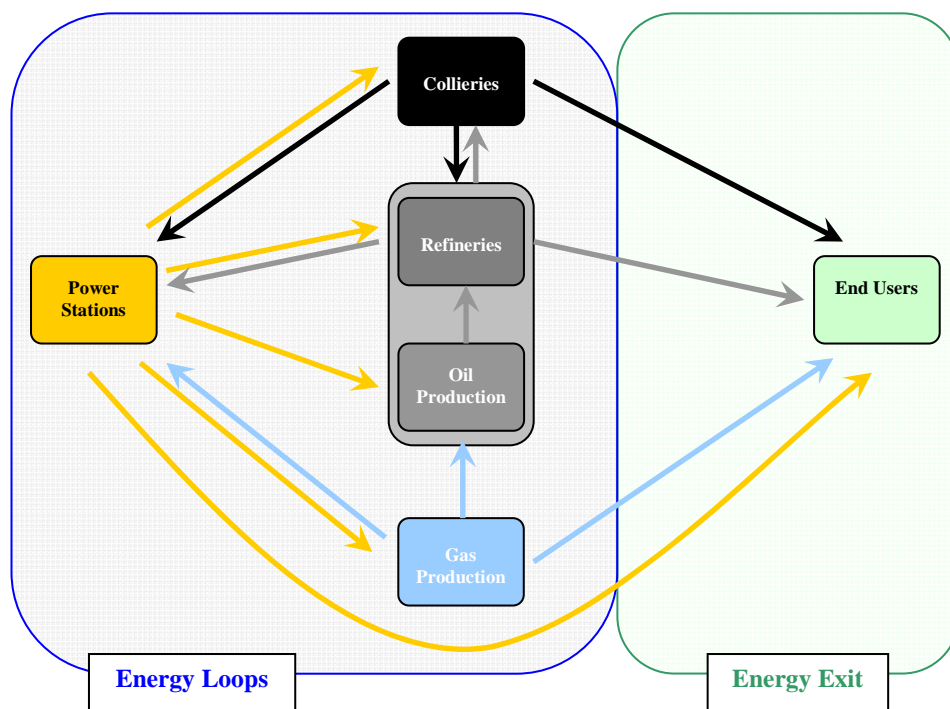 Collieries
Refineries
Power
Stations
End Users
Oil
Production
Gas
Production
Energy Loops
Energy Exit